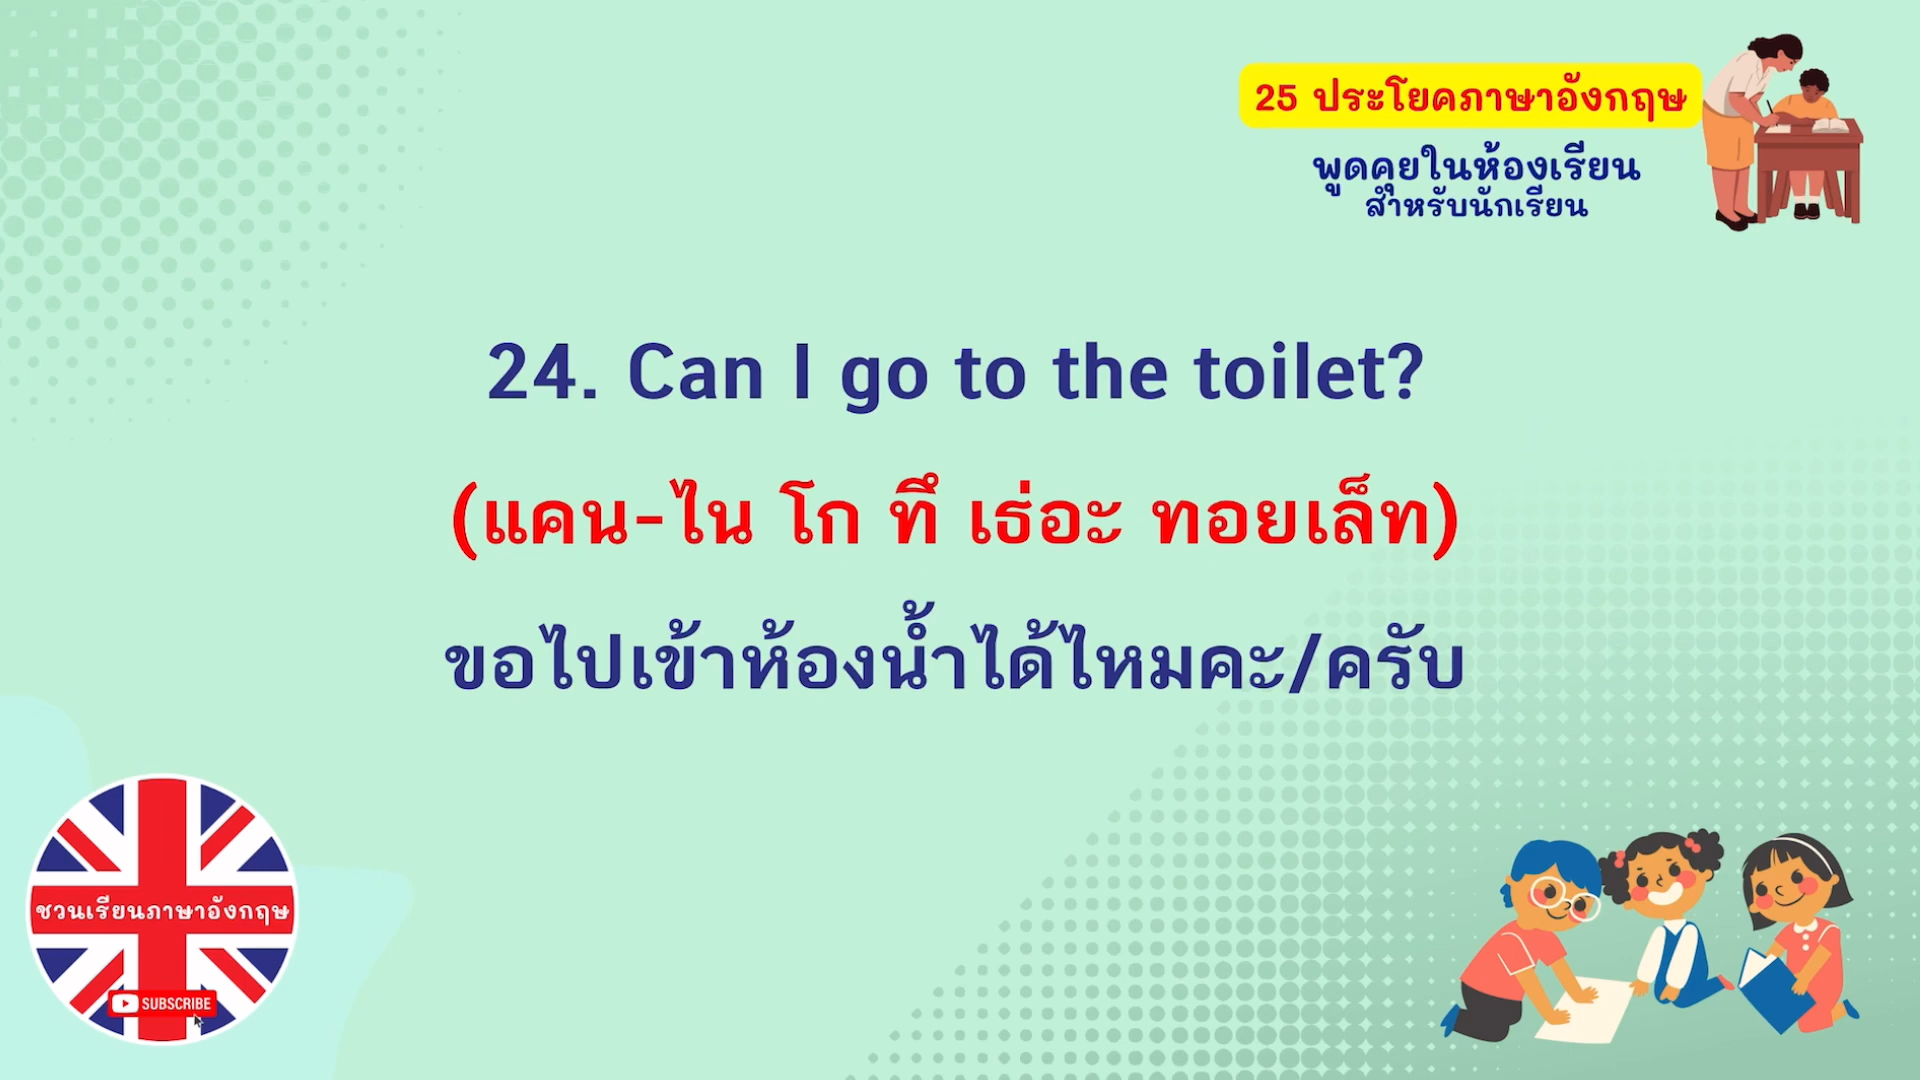 25 ประโยคภาษาอังกฤษ
พูดคุยในห้องเรียน
สำหรับนักเรียน
24. Can I go to the toilet?
(แคน-ไน โก ทึ เธ่อะ ทอยเล็ท)
ขอไปเข้าห้องน้ำได้ไหมคะ/ครับ
ชวนเรียนภาษาอังกฤษ
SUBSCRIBE